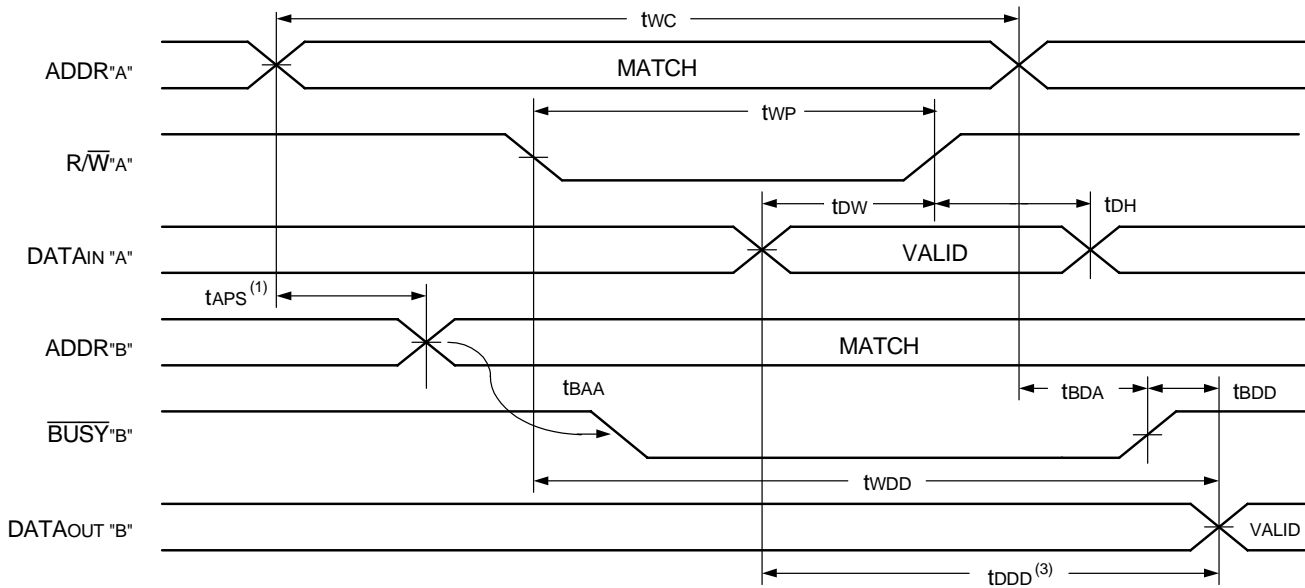 tWC
ADDR"A"
MATCH
tWP
R/W̅"A"
tDW
tDH
DATAIN "A"
VALID
tAPS(1)
ADDR"B"
MATCH
tBAA
tBDA
tBDD
B̅U̅S̅Y̅"B"
tWDD
DATAOUT "B"
VALID
tDDD(3)